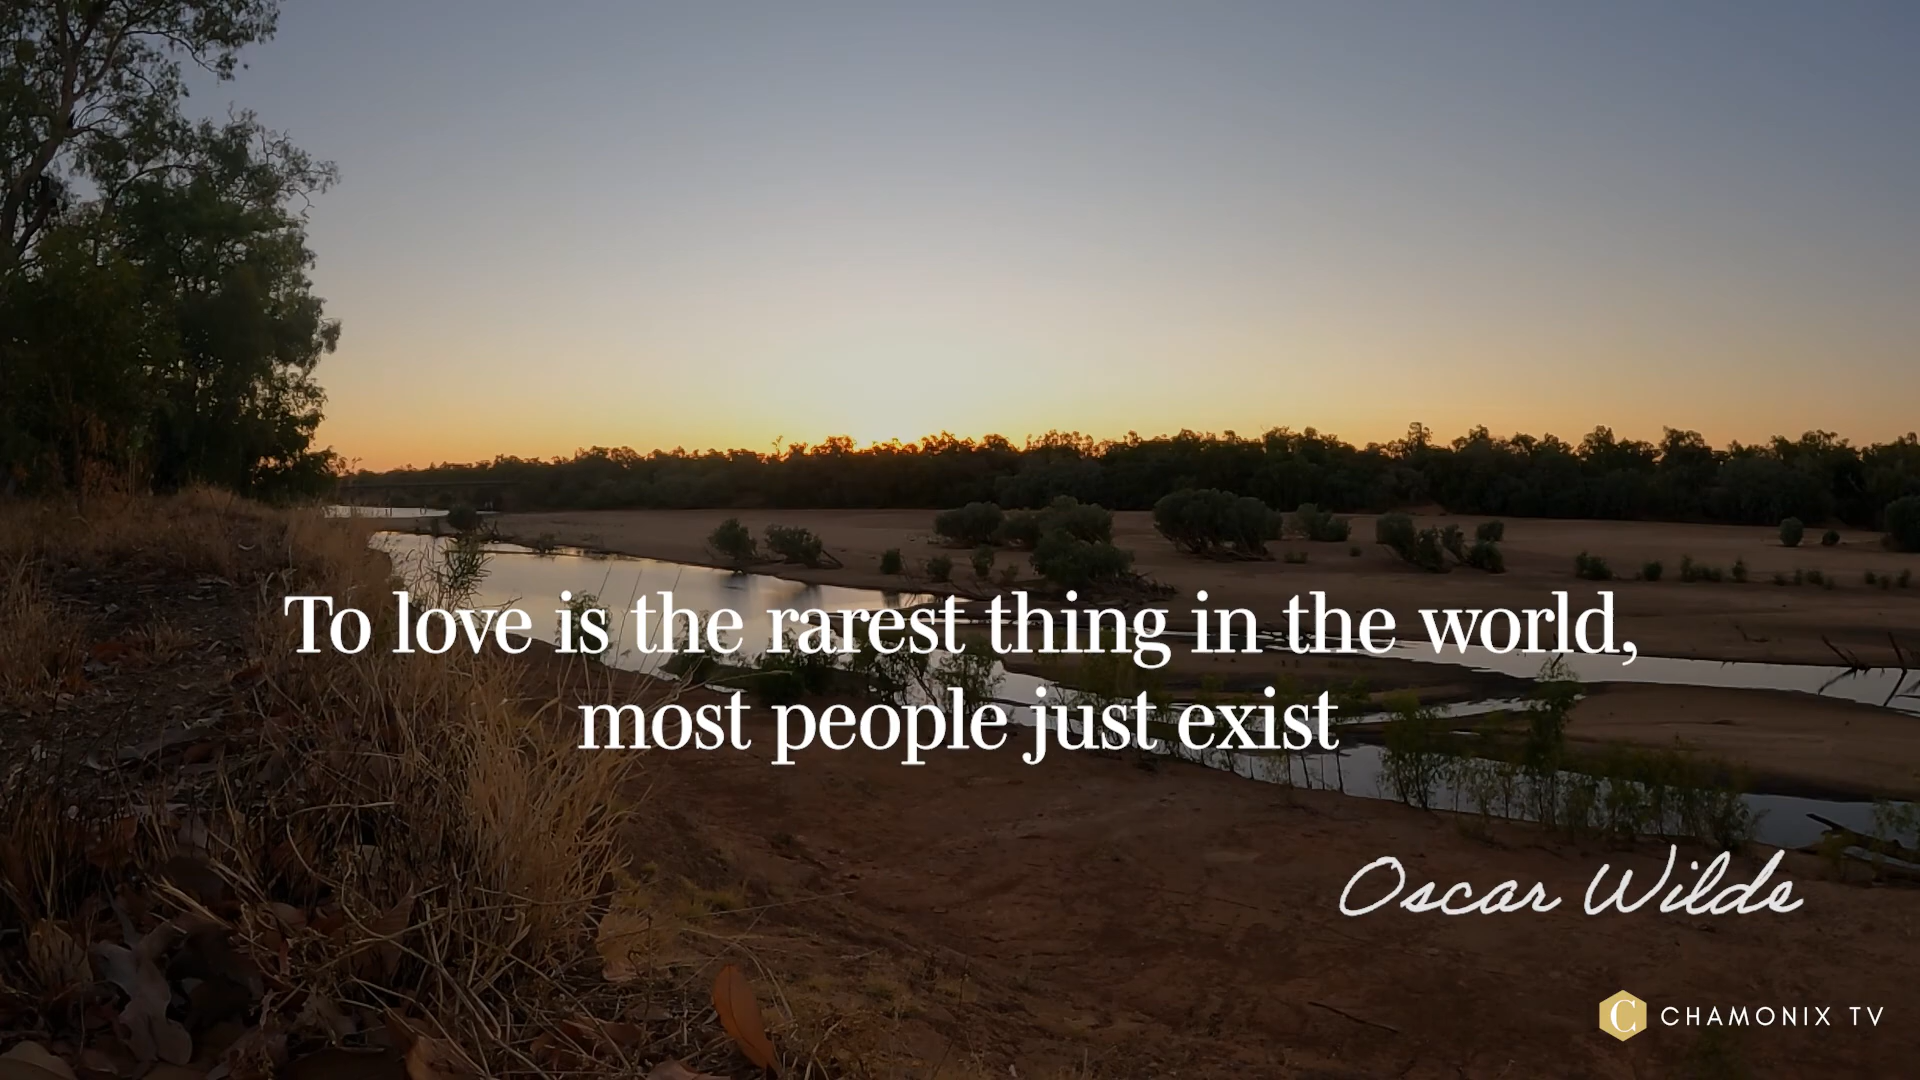 To love is the rarest thing in the world,
most people just exist
Oscar Wilde
C CHAMONIX TV